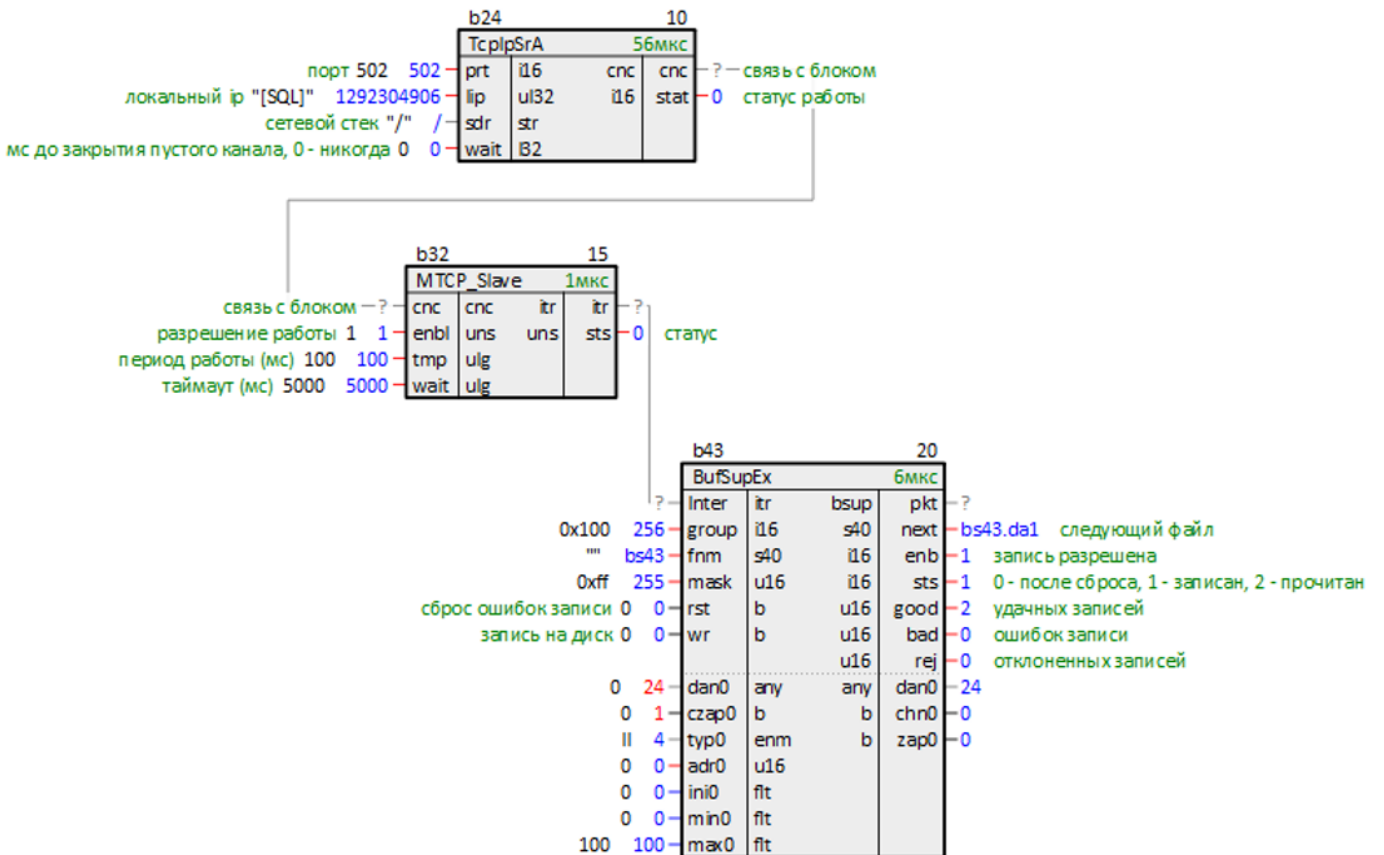 b24 10
TcpIpSrA 56мкс
порт 502 502 prt i16 cnc cnc ? связь с блоком
локальный ip "[SQL]" 1292304906 lip ul32 i16 stat 0 статус работы
сетевой стек "/" / sdr str
мс до закрытия пустого канала, 0 - никогда 0 0 wait l32
b32 15
MTCP_Slave 1мкс
связь с блоком ? cnc cnc itr itr ?
разрешение работы 1 1 enbl uns uns sts 0 статус
период работы (мс) 100 100 tmp ulg
таймаут (мс) 5000 5000 wait ulg
b43 20
BufSupEx 6мкс
? Inter itr bsup pkt ?
0x100 256 group i16 s40 next bs43.da1 следующий файл
"" bs43 fnm s40 i16 enb 1 запись разрешена
0xff 255 mask u16 i16 sts 1 0 - после сброса, 1 - записан, 2 - прочитан
сброс ошибок записи 0 0 rst b u16 good 2 удачных записей
запись на диск 0 0 wr b u16 bad 0 ошибок записи
u16 rej 0 отклоненных записей
0 24 dan0 any any dan0 24
0 1 czap0 b b chn0 0
II 4 typ0 enm b zap0 0
0 0 adr0 u16
0 0 ini0 flt
0 0 min0 flt
100 100 max0 flt